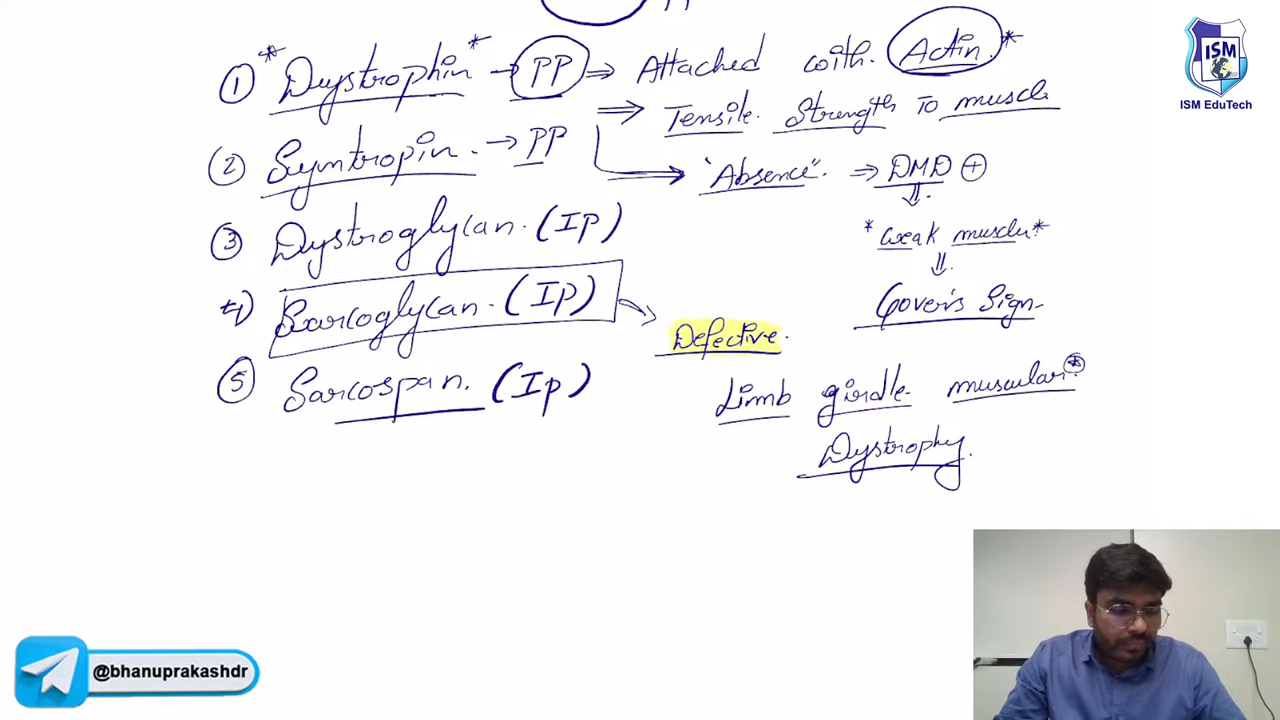 ① *Dystrophin* → PP ⇒ Attached with. Actin.*
⇒ Tensile. Strength To muscle.
② Syntropin. → PP
"Absence". ⇒ DMD ⊕
⇓
③ Dystroglycan. (Ip)
*weak muscle*
⇓
4) Sarcoglycan. (Ip)
Gover's Sign
Defective.
⑤ Sarcospan. (Ip)
Limb girdle. muscular*
Dystrophy.
ISM
ISM EduTech
@bhanuprakashdr